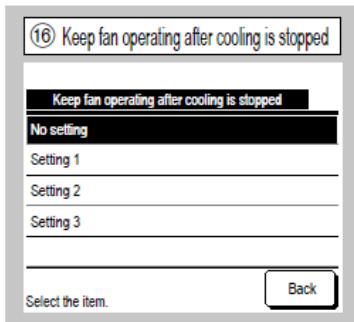 ⑯ Keep fan operating after cooling is stopped
Keep fan operating after cooling is stopped
No setting
Setting 1
Setting 2
Setting 3
Back
Select the item.